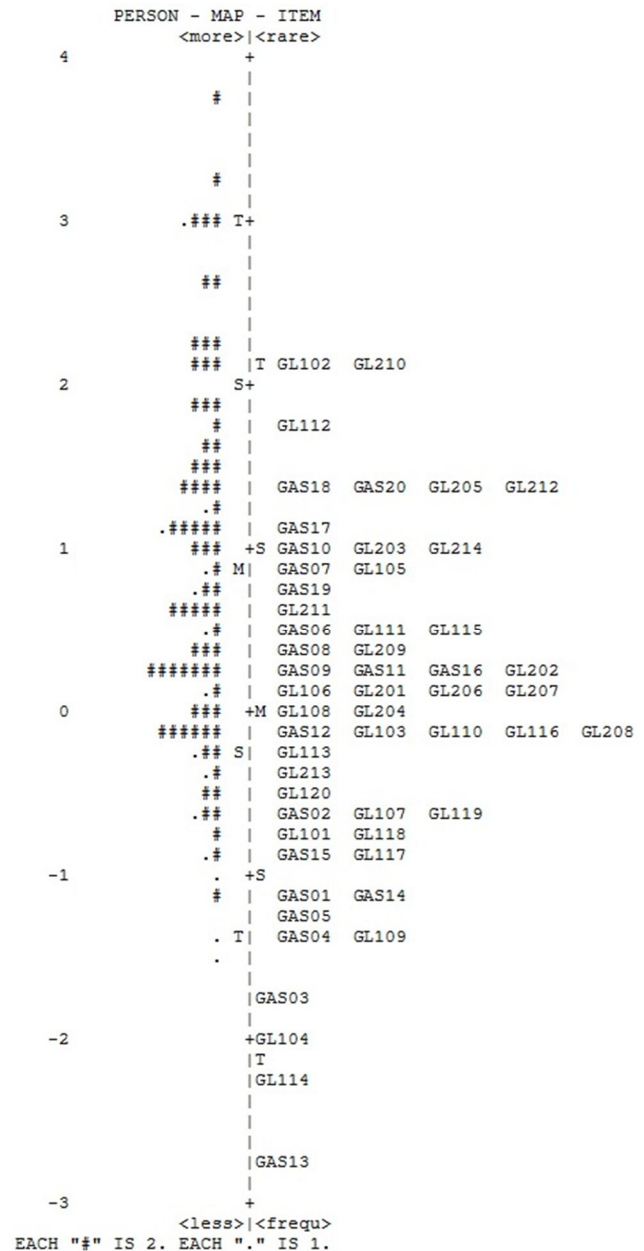 PERSON - MAP - ITEM
<more>|<rare>
4 +
|
# |
|
|
|
# |
|
3 .### T+
|
|
## |
|
|
### |
### |T GL102 GL210
2 S+
### |
# | GL112
## |
### |
#### | GAS18 GAS20 GL205 GL212
.# |
.##### | GAS17
1 ### +S GAS10 GL203 GL214
.# M| GAS07 GL105
.## | GAS19
##### | GL211
.# | GAS06 GL111 GL115
### | GAS08 GL209
####### | GAS09 GAS11 GAS16 GL202
.# | GL106 GL201 GL206 GL207
0 ### +M GL108 GL204
###### | GAS12 GL103 GL110 GL116 GL208
.## S| GL113
.# | GL213
## | GL120
.## | GAS02 GL107 GL119
# | GL101 GL118
.# | GAS15 GL117
-1 . +S
# | GAS01 GAS14
| GAS05
. T| GAS04 GL109
. |
|
|GAS03
|
-2 +GL104
|T
|GL114
|
|
|
|GAS13
|
-3 +
<less>|<frequ>
EACH "#" IS 2. EACH "." IS 1.